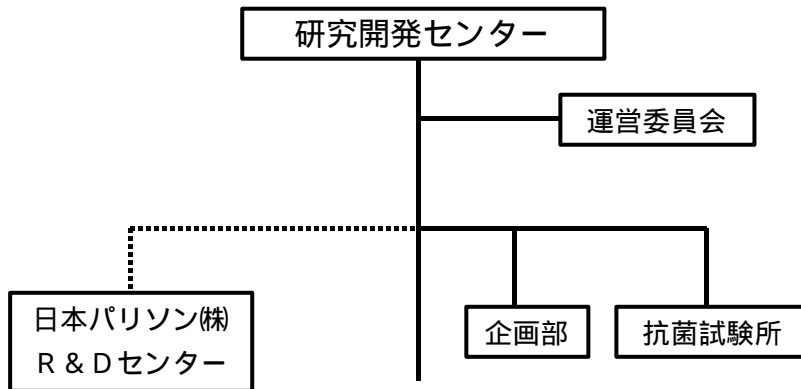 研究開発センター
運営委員会
日本パリソン㈱
Ｒ＆Ｄセンター
企画部
抗菌試験所